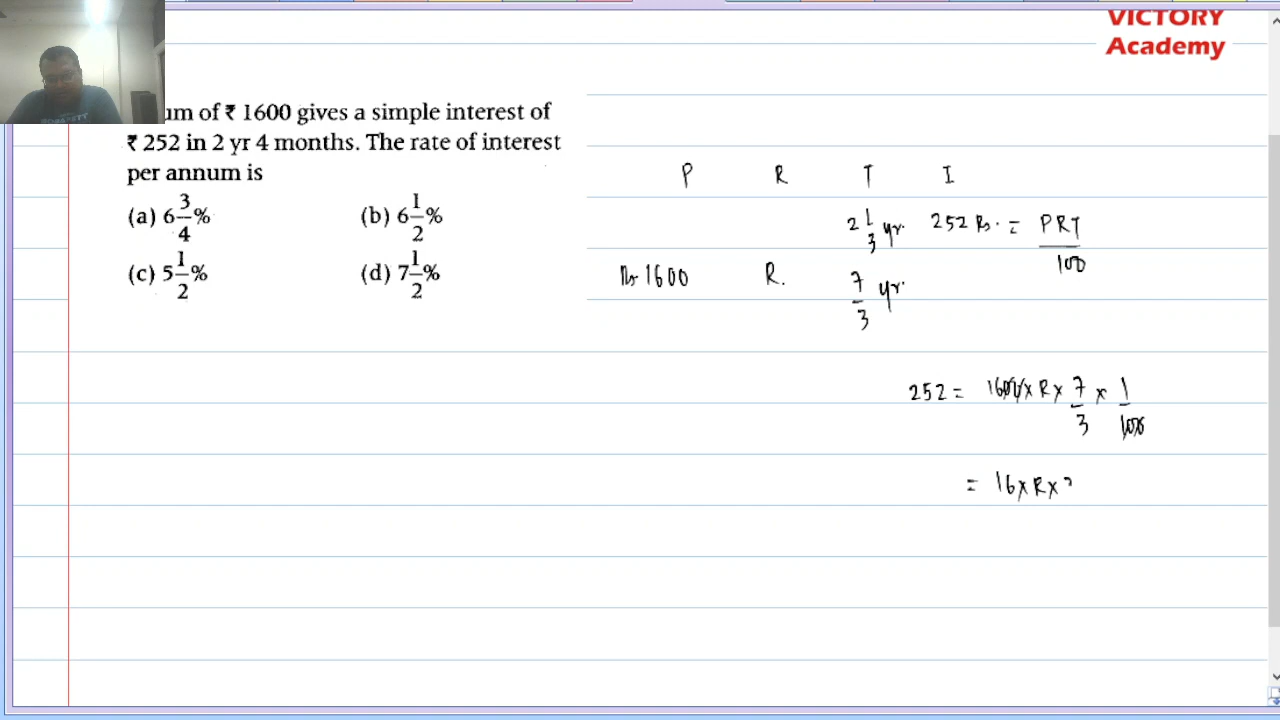 VICTORY
Academy
um of ₹ 1600 gives a simple interest of
₹ 252 in 2 yr 4 months. The rate of interest
per annum is
(a) 6 3/4 % (b) 6 1/2 %
(c) 5 1/2 % (d) 7 1/2 %
P R T I
2 1/3 yr. 252 Rs. = PRT/100
Rs 1600 R. 7/3 yr.
252 = 1600 x R x 7/3 x 1/100
= 16 x R x